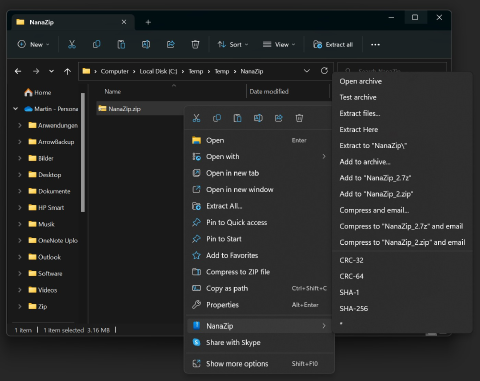 NanaZip
New
Sort
View
Extract all
Computer
Local Disk (C:)
Temp
Temp
NanaZip
Search NanaZip
Home
Name
Date modified
Martin - Persona
NanaZip.zip
Anwendungen
ArrowBackup
Bilder
Desktop
Dokumente
HP Smart
Musik
OneNote Uplo
Outlook
Software
Videos
Zip
1 item
1 item selected 3.16 MB
Open Enter
Open with
Open in new tab
Open in new window
Extract All...
Pin to Quick access
Pin to Start
Add to Favorites
Compress to ZIP file
Copy as path Ctrl+Shift+C
Properties Alt+Enter
NanaZip
Share with Skype
Show more options Shift+F10
Open archive
Test archive
Extract files...
Extract Here
Extract to "NanaZip\"
Add to archive...
Add to "NanaZip_2.7z"
Add to "NanaZip_2.zip"
Compress and email...
Compress to "NanaZip_2.7z" and email
Compress to "NanaZip_2.zip" and email
CRC-32
CRC-64
SHA-1
SHA-256
*